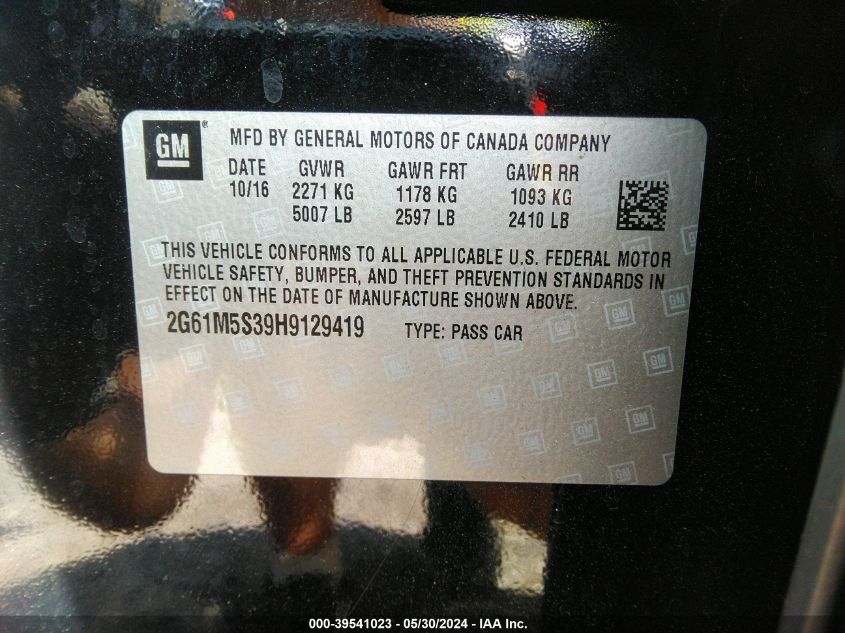 GM ®
MFD BY GENERAL MOTORS OF CANADA COMPANY
DATE GVWR GAWR FRT GAWR RR
10/16 2271 KG 1178 KG 1093 KG
5007 LB 2597 LB 2410 LB
THIS VEHICLE CONFORMS TO ALL APPLICABLE U.S. FEDERAL MOTOR
VEHICLE SAFETY, BUMPER, AND THEFT PREVENTION STANDARDS IN
EFFECT ON THE DATE OF MANUFACTURE SHOWN ABOVE.
2G61M5S39H9129419 TYPE: PASS CAR
000-39541023 - 05/30/2024 - IAA Inc.